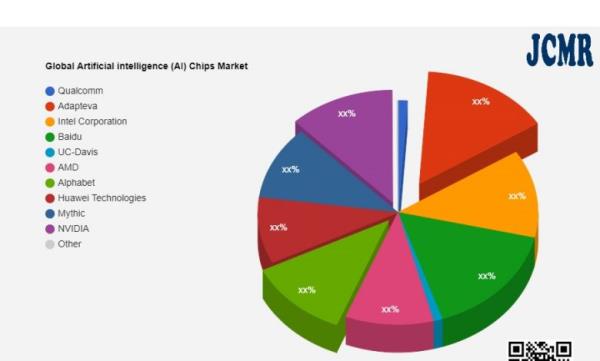 JCMR
Global Artificial intelligence (AI) Chips Market
Qualcomm
Adapteva
Intel Corporation
Baidu
UC-Davis
AMD
Alphabet
Huawei Technologies
Mythic
NVIDIA
Other
xx%
xx%
xx%
xx%
xx%
xx%
xx%
xx%